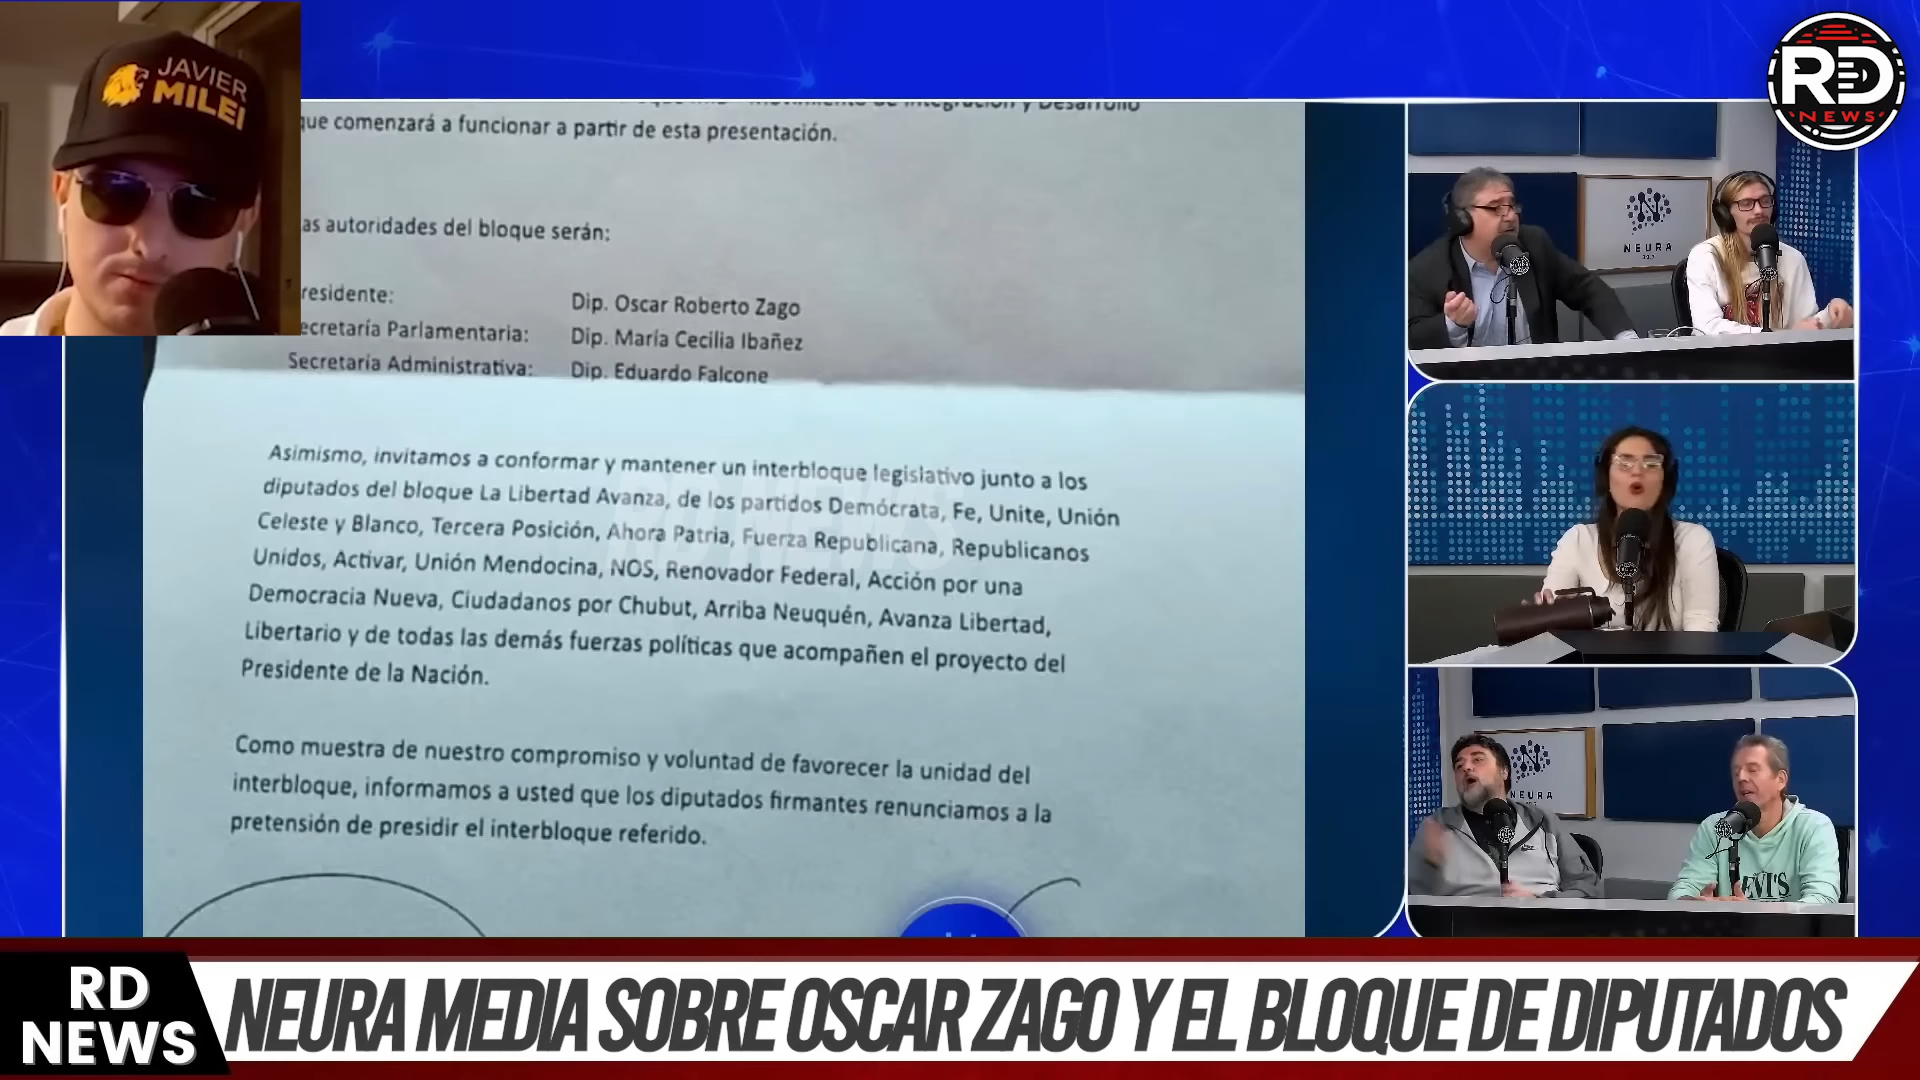 JAVIER
MILEI
RD
NEWS
Movimiento de Integración y Desarrollo
que comenzará a funcionar a partir de esta presentación.
as autoridades del bloque serán:
residente: Dip. Oscar Roberto Zago
ecretaría Parlamentaria: Dip. María Cecilia Ibañez
Secretaría Administrativa: Dip. Eduardo Falcone
Asimismo, invitamos a conformar y mantener un interbloque legislativo junto a los
diputados del bloque La Libertad Avanza, de los partidos Demócrata, Fe, Unite, Unión
Celeste y Blanco, Tercera Posición, Ahora Patria, Fuerza Republicana, Republicanos
Unidos, Activar, Unión Mendocina, NOS, Renovador Federal, Acción por una
Democracia Nueva, Ciudadanos por Chubut, Arriba Neuquén, Avanza Libertad,
Libertario y de todas las demás fuerzas políticas que acompañen el proyecto del
Presidente de la Nación.
Como muestra de nuestro compromiso y voluntad de favorecer la unidad del
interbloque, informamos a usted que los diputados firmantes renunciamos a la
pretensión de presidir el interbloque referido.
RD NEWS
NEURA
NEURA
LEVI'S
RD
NEWS
NEURA MEDIA SOBRE OSCAR ZAGO Y EL BLOQUE DE DIPUTADOS